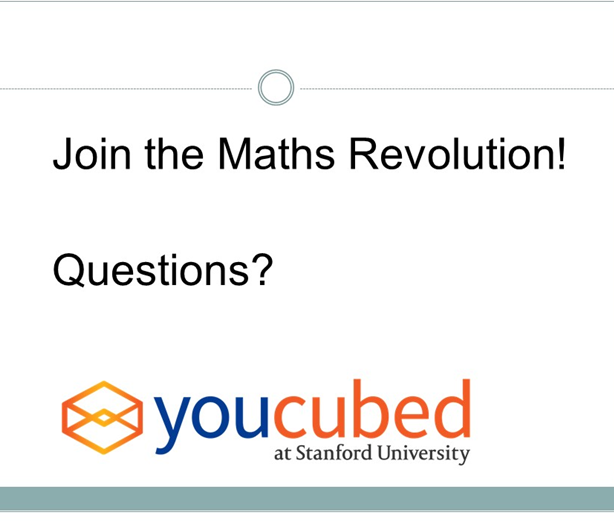 Join the Maths Revolution!
Questions?
youcubed
at Stanford University